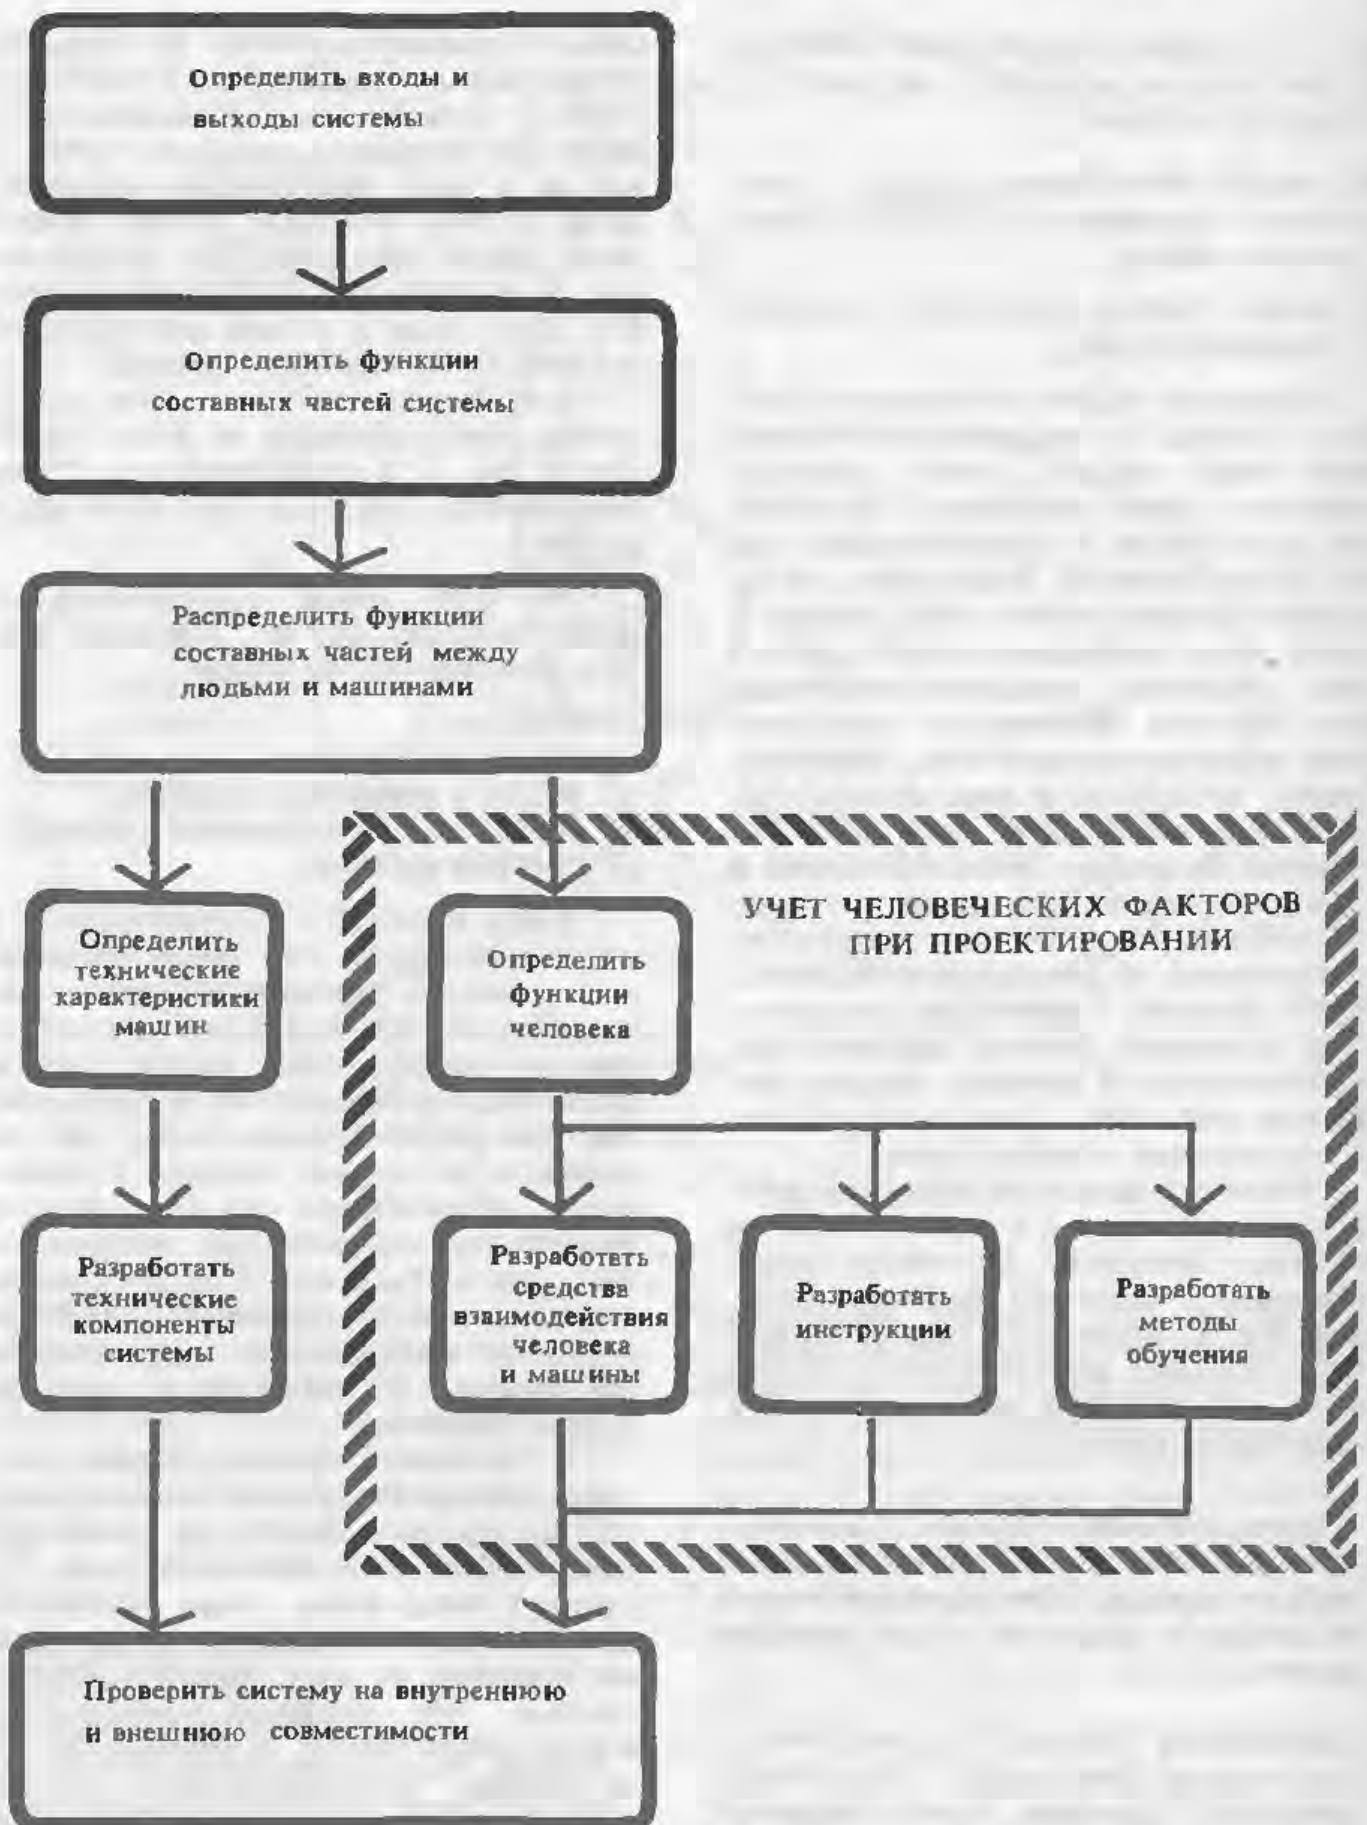 Определить входы и
выходы системы
Определить функции
составных частей системы
Распределить функции
составных частей между
людьми и машинами
УЧЕТ ЧЕЛОВЕЧЕСКИХ ФАКТОРОВ
ПРИ ПРОЕКТИРОВАНИИ
Определить
технические
характеристики
машин
Определить
функции
человека
Разработать
технические
компоненты
системы
Разработать
средства
взаимодействия
человека
и машины
Разработать
инструкции
Разработать
методы
обучения
Проверить систему на внутреннюю
и внешнюю совместимости